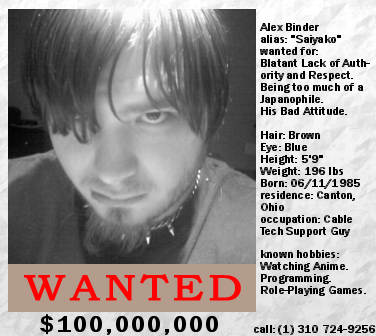 Alex Binder
alias: "Saiyako"
wanted for:
Blatant Lack of Auth-
ority and Respect.
Being too much of a
Japanophile.
His Bad Attitude.
Hair: Brown
Eye: Blue
Height: 5'9"
Weight: 196 lbs
Born: 06/11/1985
residence: Canton,
Ohio
occupation: Cable
Tech Support Guy
known hobbies:
Watching Anime.
Programming.
Role-Playing Games.
WANTED
$100,000,000
call: (1) 310 724-9256